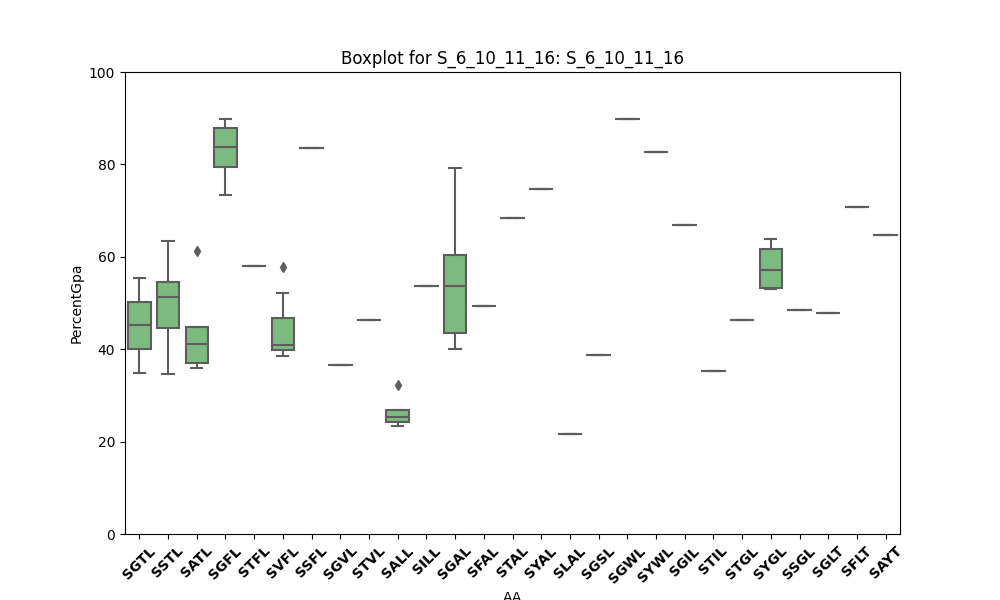 Boxplot for S_6_10_11_16: S_6_10_11_16
100
80
60
40
20
0
PercentGpa
SGTL SSTL SATL SGFL STFL SVFL SSFL SGVL STVL SALL SILL SGAL SFAL STAL SYAL SLAL SGSL SGWL SYWL SGIL STIL STGL SYGL SSGL SGLT SFLT SAYT
AA